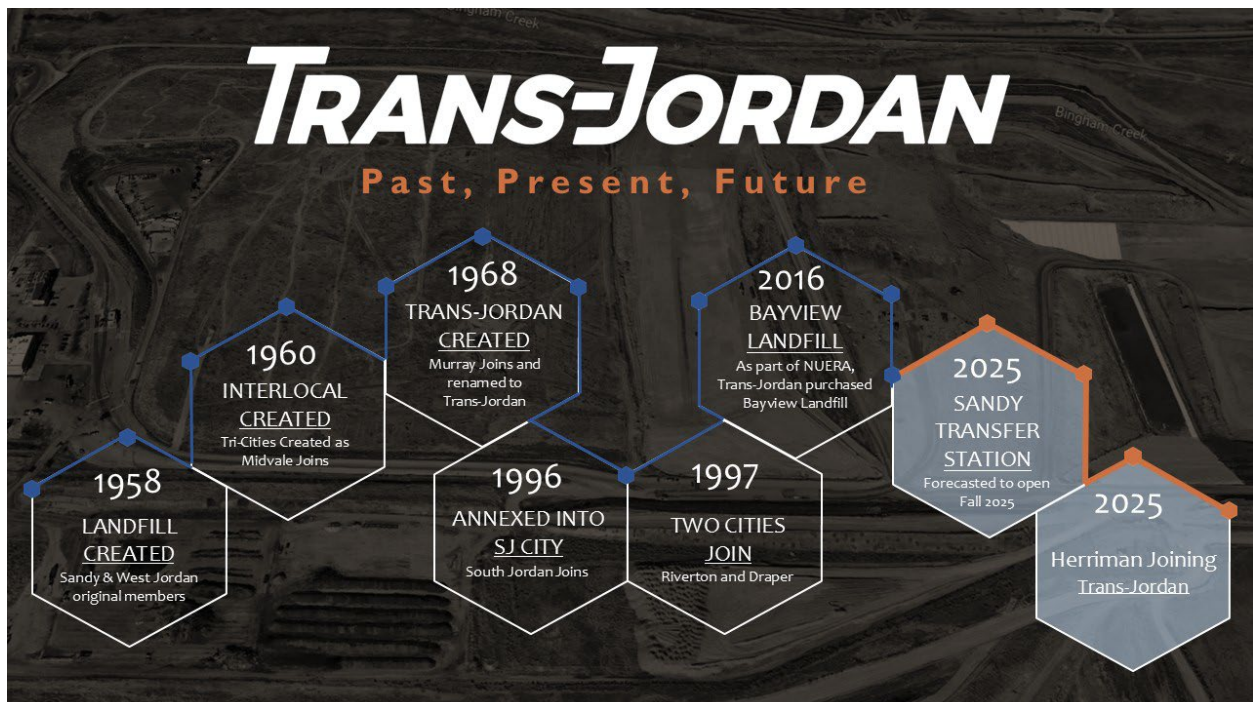 Bingham Creek
TRANS-JORDAN
Past, Present, Future
Bingham Creek
1958
LANDFILL
CREATED
Sandy & West Jordan
original members
1960
INTERLOCAL
CREATED
Tri-Cities Created as
Midvale Joins
1968
TRANS-JORDAN
CREATED
Murray Joins and
renamed to
Trans-Jordan
1996
ANNEXED INTO
SJ CITY
South Jordan Joins
1997
TWO CITIES
JOIN
Riverton and Draper
2016
BAYVIEW
LANDFILL
As part of NUERA,
Trans-Jordan purchased
Bayview Landfill
2025
SANDY
TRANSFER
STATION
Forecasted to open
Fall 2025
2025
Herriman Joining
Trans-Jordan